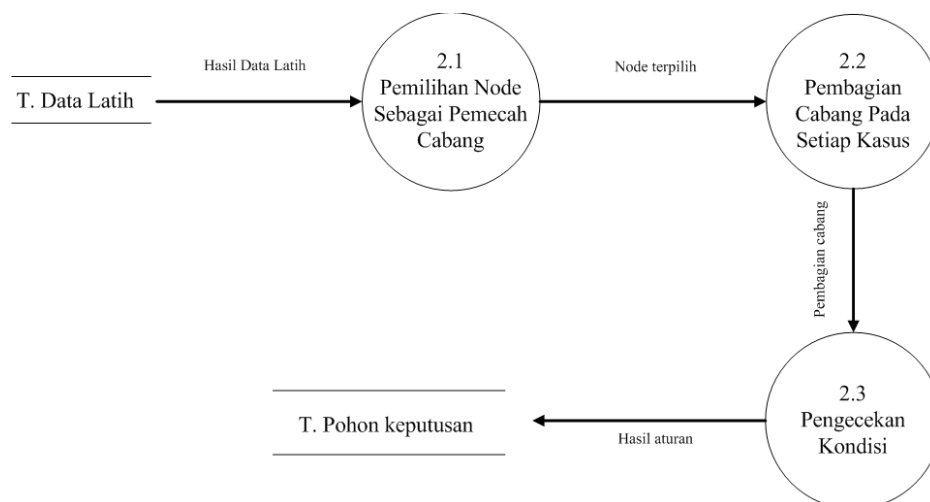 T. Data Latih
Hasil Data Latih
2.1
Pemilihan Node
Sebagai Pemecah
Cabang
Node terpilih
2.2
Pembagian
Cabang Pada
Setiap Kasus
Pembagian cabang
2.3
Pengecekan
Kondisi
Hasil aturan
T. Pohon keputusan